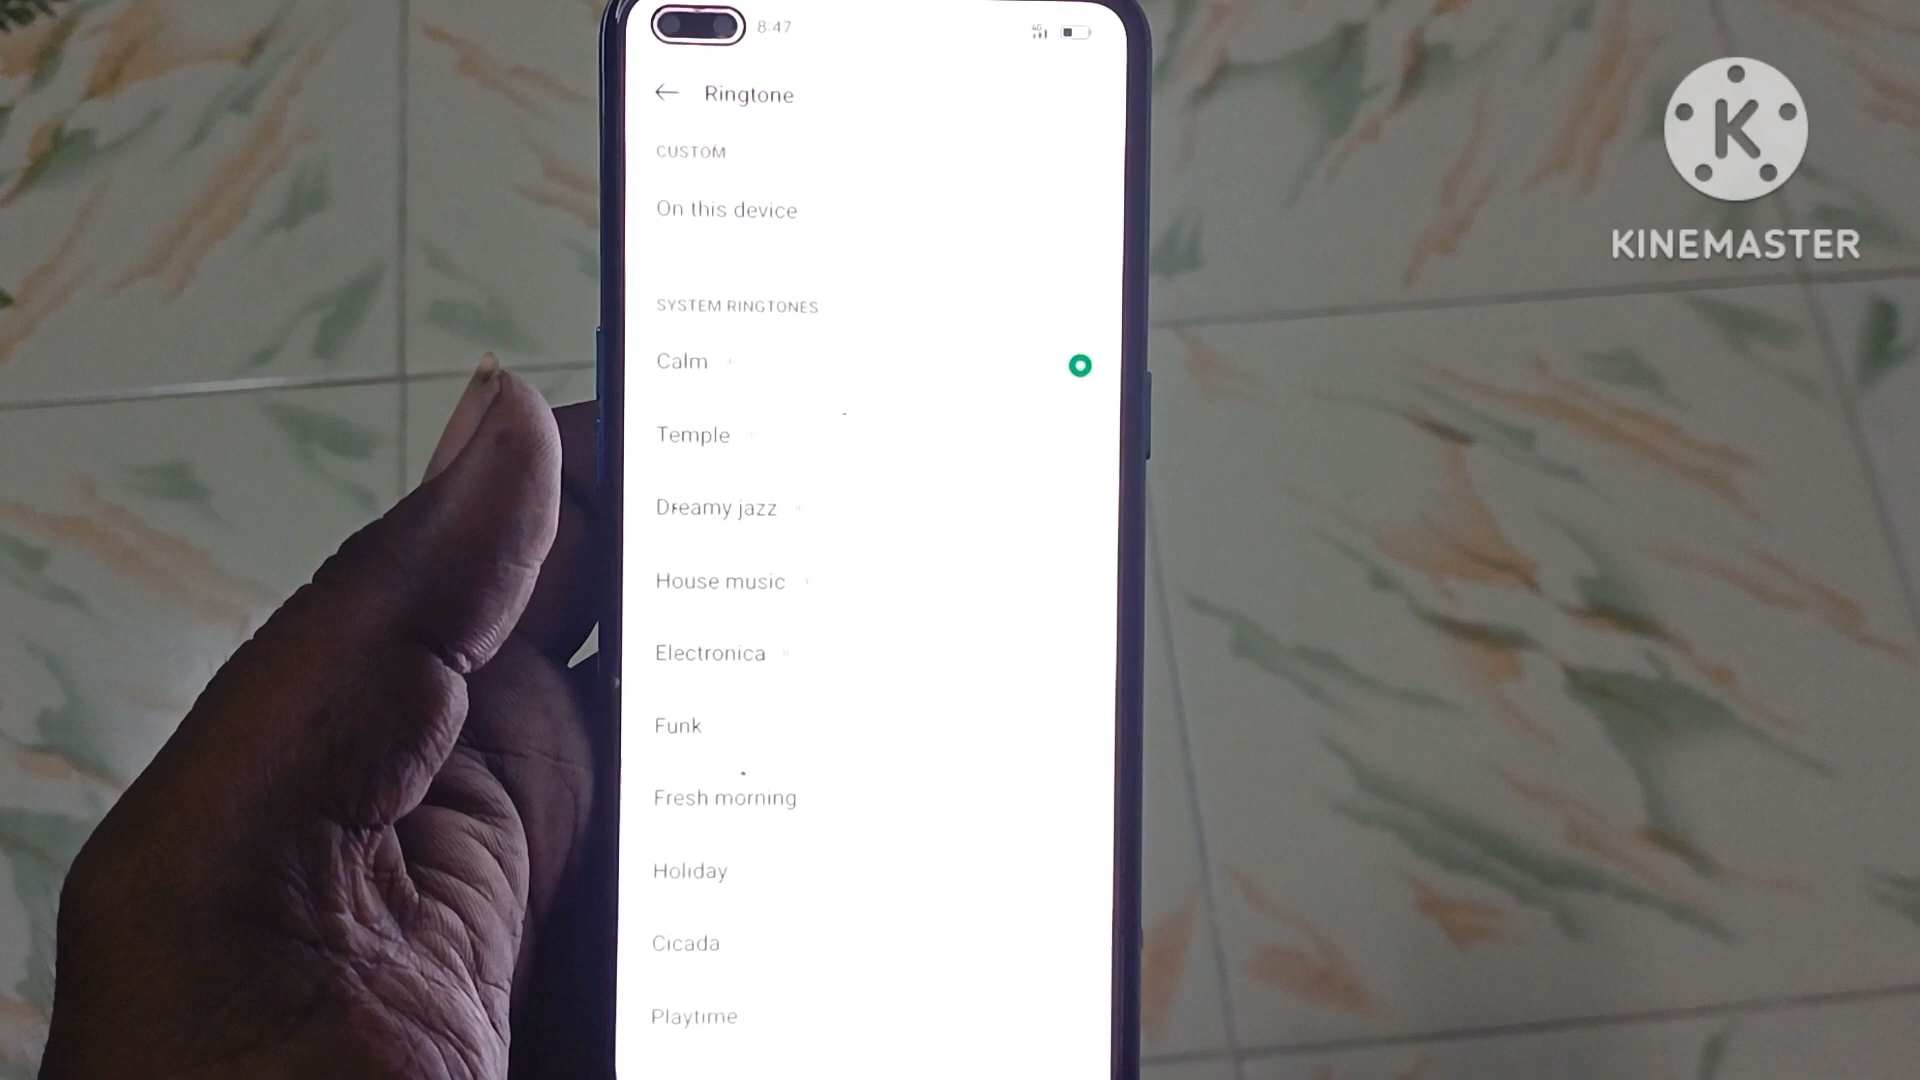 8:47
4G
Ringtone
CUSTOM
On this device
SYSTEM RINGTONES
Calm
Temple
Dreamy jazz
House music
Electronica
Funk
Fresh morning
Holiday
Cicada
Playtime
K
KINEMASTER